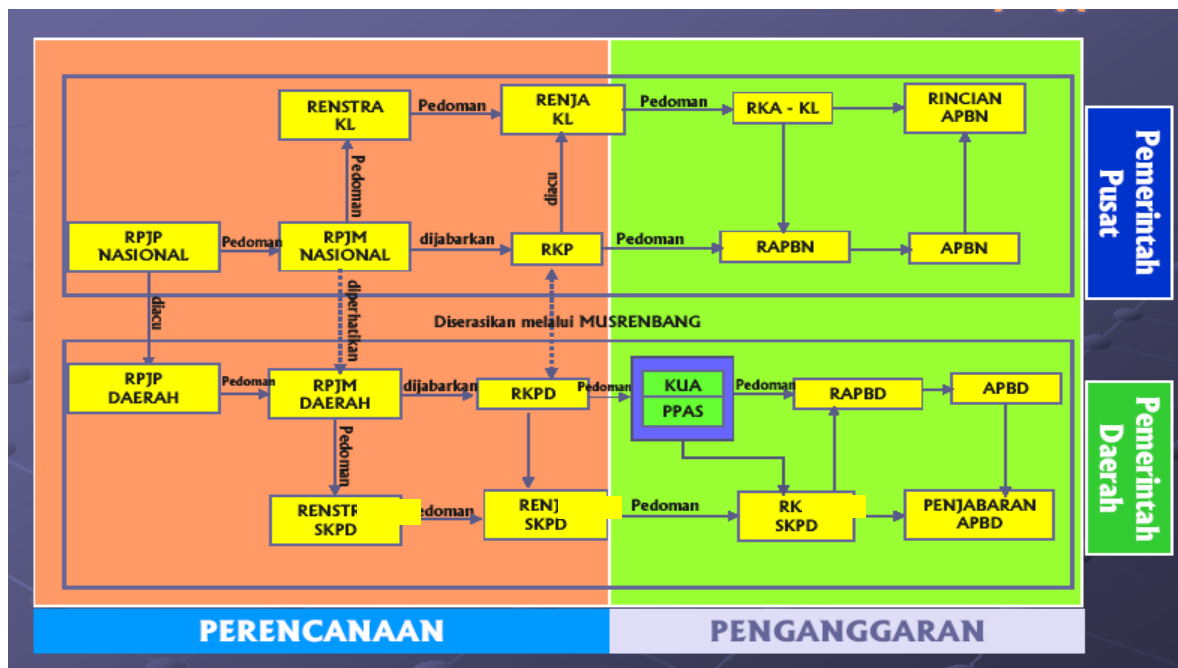 RENSTRA
KL
Pedoman
RENJA
KL
Pedoman
RKA - KL
RINCIAN
APBN
Pedoman
diacu
RPJP
NASIONAL
Pedoman
RPJM
NASIONAL
dijabarkan
RKP
Pedoman
RAPBN
APBN
Pemerintah
Pusat
diacu
diperhatikan
Diserasikan melalui MUSRENBANG
RPJP
DAERAH
Pedoman
RPJM
DAERAH
dijabarkan
RKPD
Pedoman
KUA
PPAS
Pedoman
RAPBD
APBD
Pedoman
RENST
SKPD
edoman
RENJ
SKPD
Pedoman
RK
SKPD
PENJABARAN
APBD
Pemerintah
Daerah
PERENCANAAN
PENGANGGARAN